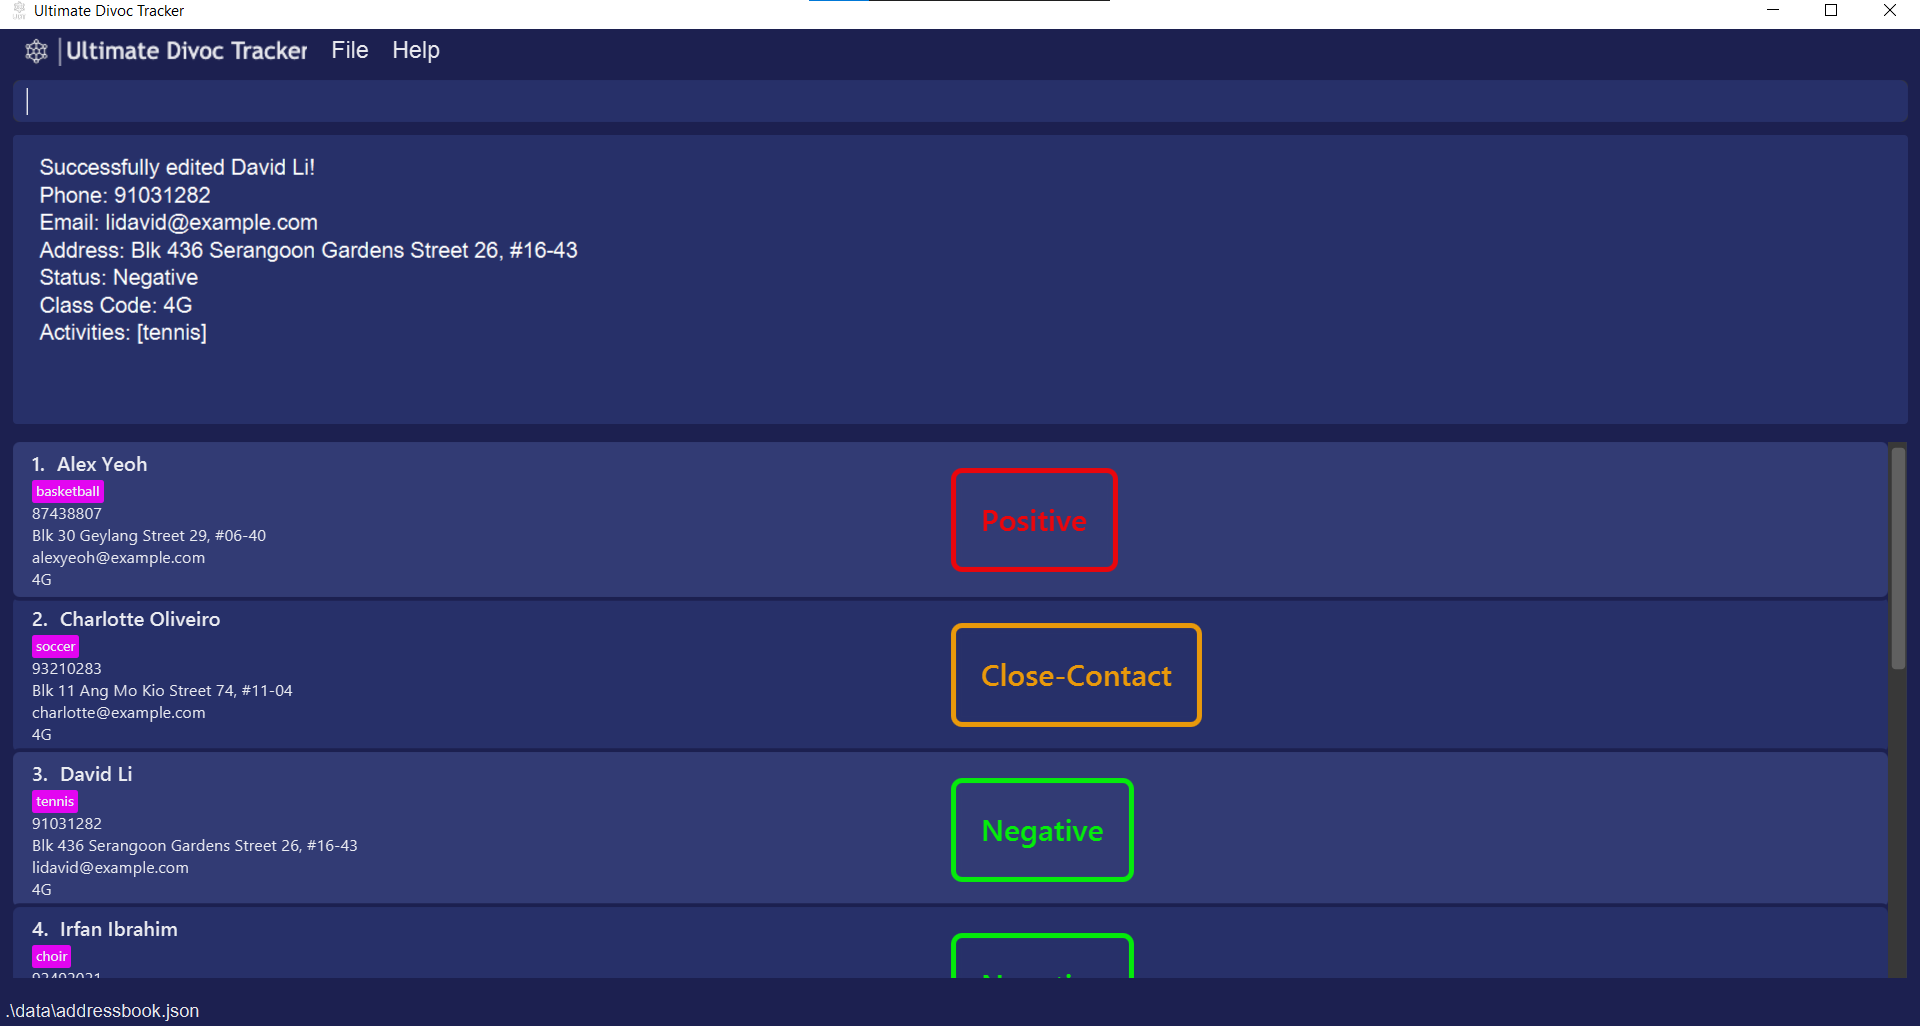 Ultimate Divoc Tracker
|Ultimate Divoc Tracker File Help
Successfully edited David Li!
Phone: 91031282
Email: lidavid@example.com
Address: Blk 436 Serangoon Gardens Street 26, #16-43
Status: Negative
Class Code: 4G
Activities: [tennis]
1. Alex Yeoh
basketball
87438807
Blk 30 Geylang Street 29, #06-40
alexyeoh@example.com
4G
Positive
2. Charlotte Oliveiro
soccer
93210283
Blk 11 Ang Mo Kio Street 74, #11-04
charlotte@example.com
4G
Close-Contact
3. David Li
tennis
91031282
Blk 436 Serangoon Gardens Street 26, #16-43
lidavid@example.com
4G
Negative
4. Irfan Ibrahim
choir
.\data\addressbook.json